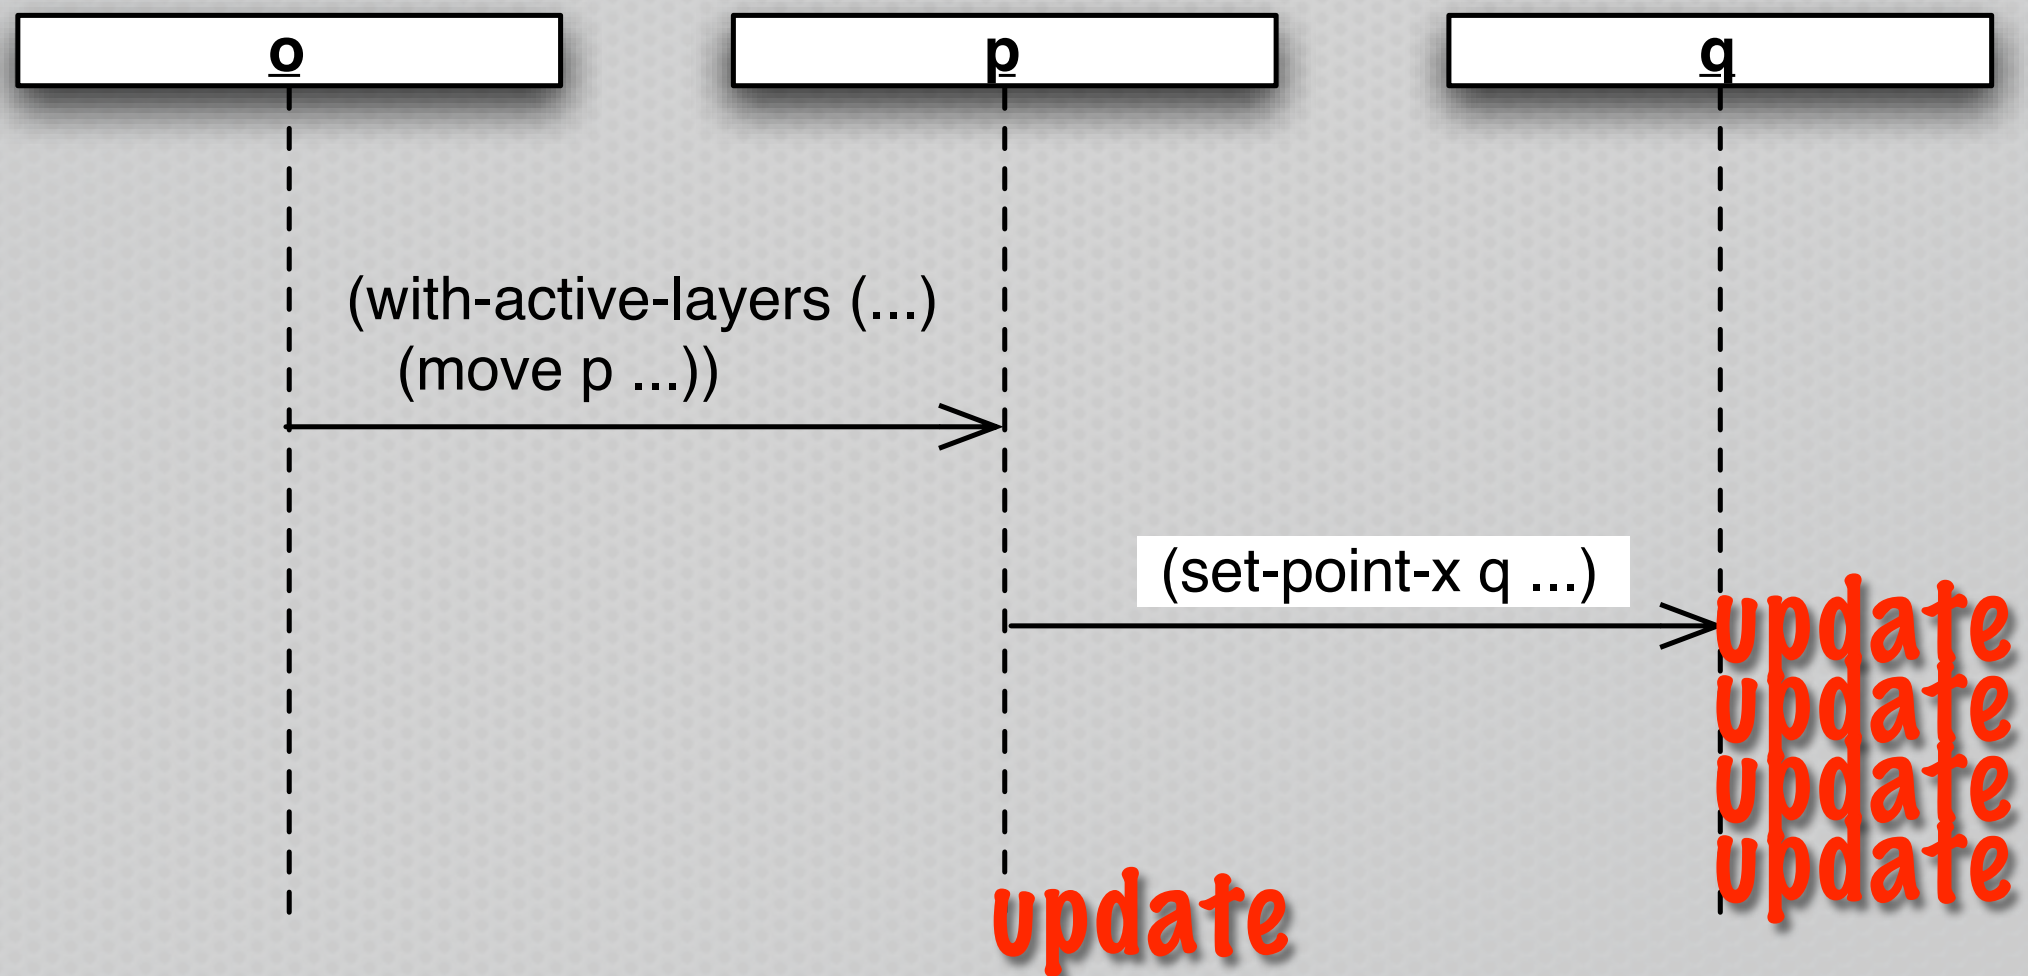 o
p
q
(with-active-layers (...)
(move p ...))
(set-point-x q ...)
update
update
update
update
update